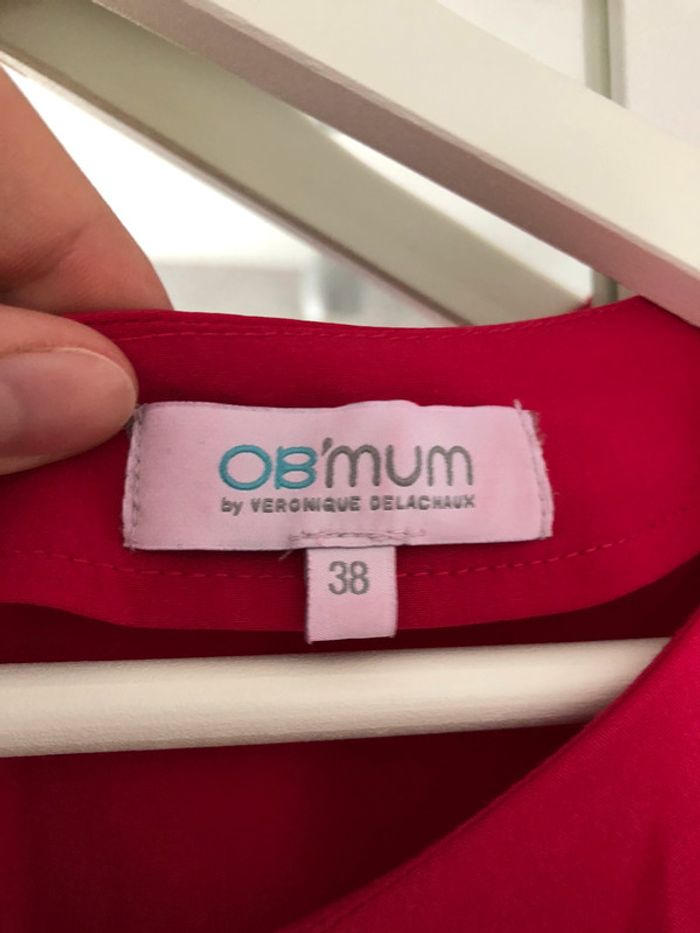 OB'mum
by VERONIQUE DELACHAUX
38